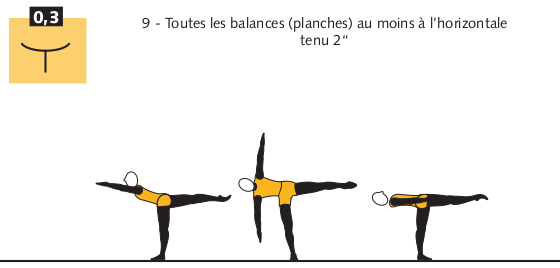 0,3
9 - Toutes les balances (planches) au moins à l'horizontale
tenu 2“